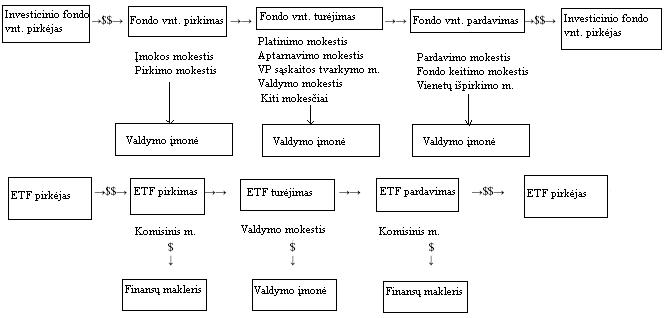 Investicinio fondo
vnt. pirkėjas
→$$→
Fondo vnt. pirkimas
→→
Fondo vnt. turėjimas
→→
Fondo vnt. pardavimas
→$$→
Investicinio fondo
vnt. pirkėjas
Įmokos mokestis
Pirkimo mokestis
Platinimo mokestis
Aptarnavimo mokestis
VP sąskaitos tvarkymo m.
Valdymo mokestis
Kiti mokesčiai
Pardavimo mokestis
Fondo keitimo mokestis
Vienetų išpirkimo m.
Valdymo įmonė
Valdymo įmonė
Valdymo įmonė
ETF pirkėjas
→$$→
ETF pirkimas
→→
ETF turėjimas
→→
ETF pardavimas
→$$→
ETF pirkėjas
Komisinis m.
$
↓
Valdymo mokestis
$
↓
Komisinis m.
$
↓
Finansų makleris
Valdymo įmonė
Finansų makleris